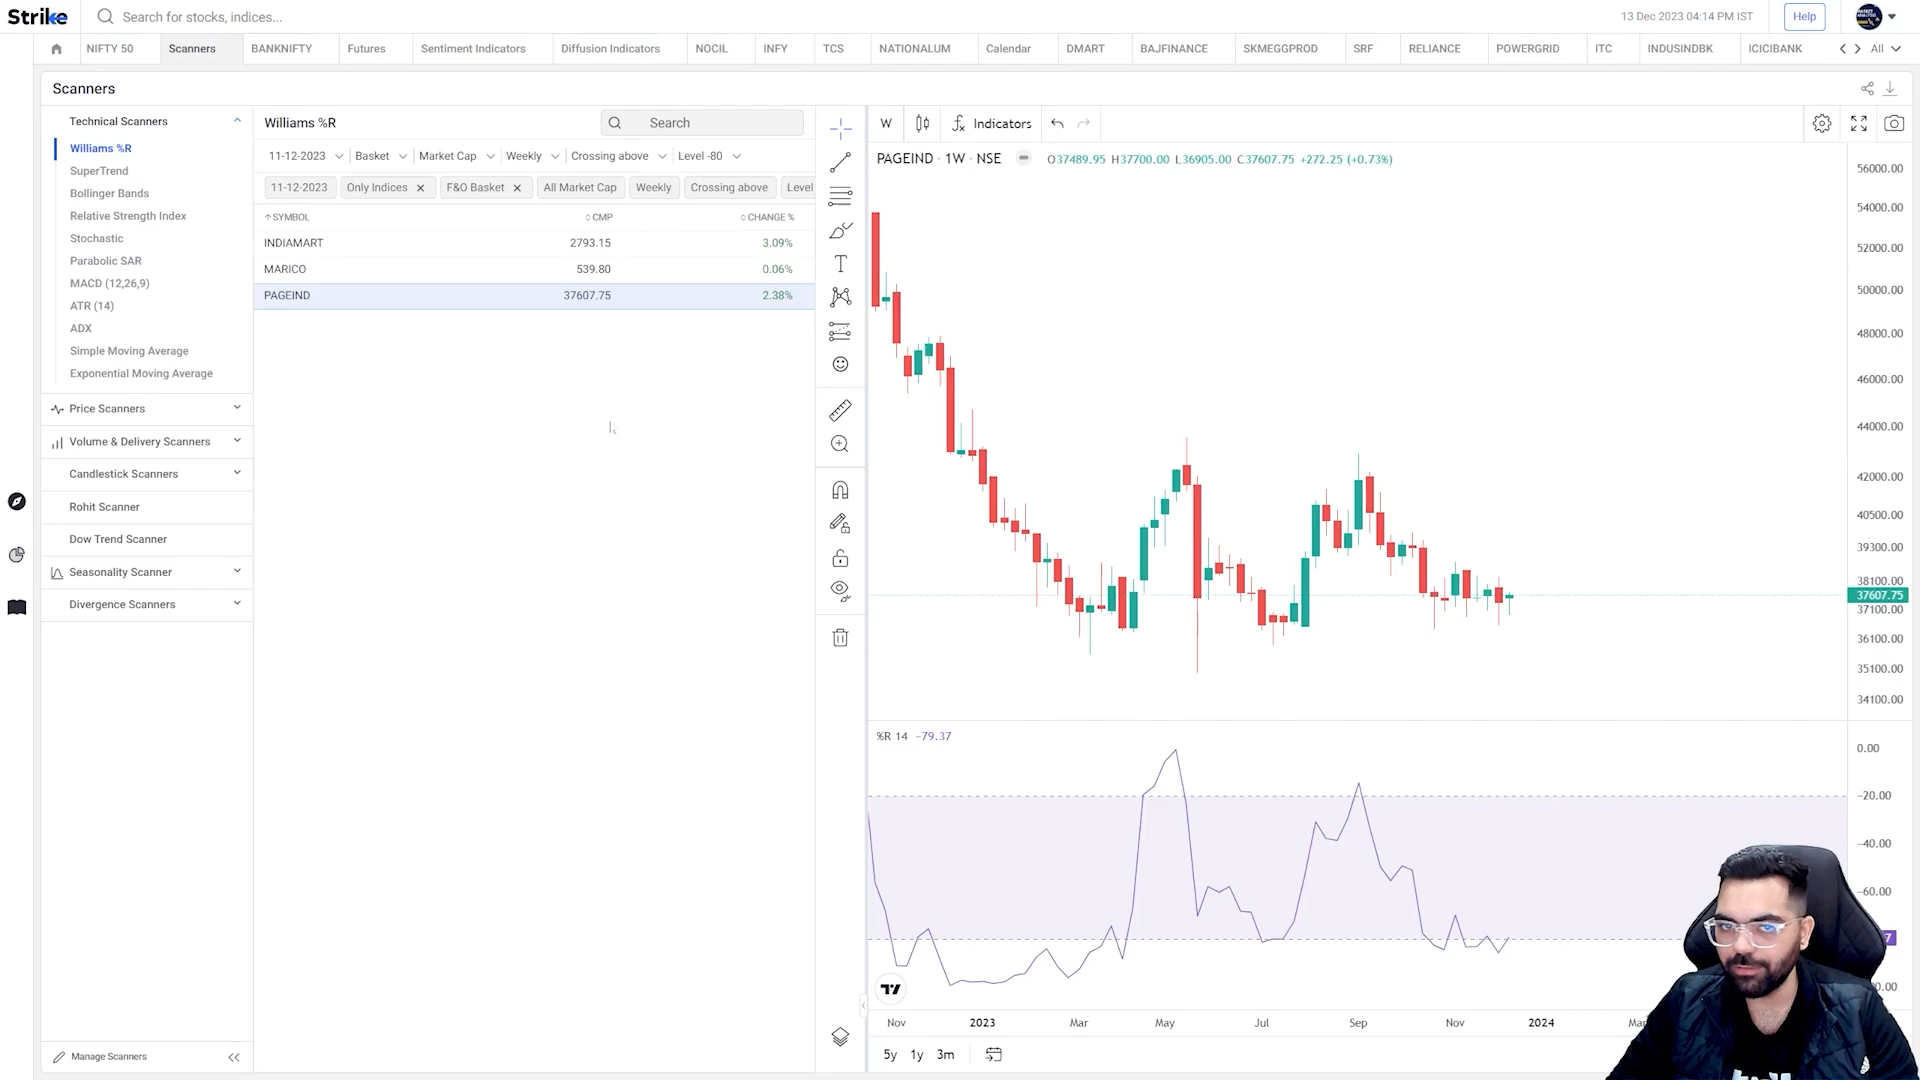 Strike
Search for stocks, indices...
13 Dec 2023 04:14 PM IST
Help
NIFTY 50
Scanners
BANKNIFTY
Futures
Sentiment Indicators
Diffusion Indicators
NOCIL
INFY
TCS
NATIONALUM
Calendar
DMART
BAJFINANCE
SKMEGGPROD
SRF
RELIANCE
POWERGRID
ITC
INDUSINDBK
ICICIBANK
All
Scanners
Technical Scanners
Williams %R
SuperTrend
Bollinger Bands
Relative Strength Index
Stochastic
Parabolic SAR
MACD (12,26,9)
ATR (14)
ADX
Simple Moving Average
Exponential Moving Average
Price Scanners
Volume & Delivery Scanners
Candlestick Scanners
Rohit Scanner
Dow Trend Scanner
Seasonality Scanner
Divergence Scanners
Manage Scanners
Williams %R
Search
11-12-2023 Basket Market Cap Weekly Crossing above Level -80
11-12-2023 Only Indices F&O Basket All Market Cap Weekly Crossing above Level
SYMBOL CMP CHANGE %
INDIAMART 2793.15 3.09%
MARICO 539.80 0.06%
PAGEIND 37607.75 2.38%
W Indicators
PAGEIND · 1W · NSE O37489.95 H37700.00 L36905.00 C37607.75 +272.25 (+0.73%)
56000.00
54000.00
52000.00
50000.00
48000.00
46000.00
44000.00
42000.00
40500.00
39300.00
38100.00
37607.75
37100.00
36100.00
35100.00
34100.00
%R 14 -79.37
0.00
-20.00
-40.00
-60.00
Nov 2023 Mar May Jul Sep Nov 2024
5y 1y 3m